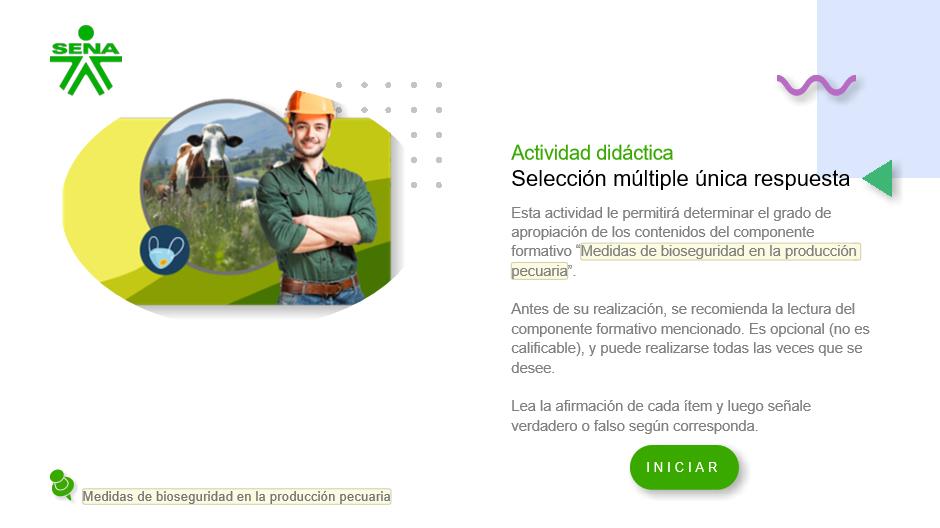 SENA
Actividad didáctica
Selección múltiple única respuesta
Esta actividad le permitirá determinar el grado de
apropiación de los contenidos del componente
formativo “Medidas de bioseguridad en la producción
pecuaria”.
Antes de su realización, se recomienda la lectura del
componente formativo mencionado. Es opcional (no es
calificable), y puede realizarse todas las veces que se
desee.
Lea la afirmación de cada ítem y luego señale
verdadero o falso según corresponda.
INICIAR
Medidas de bioseguridad en la producción pecuaria